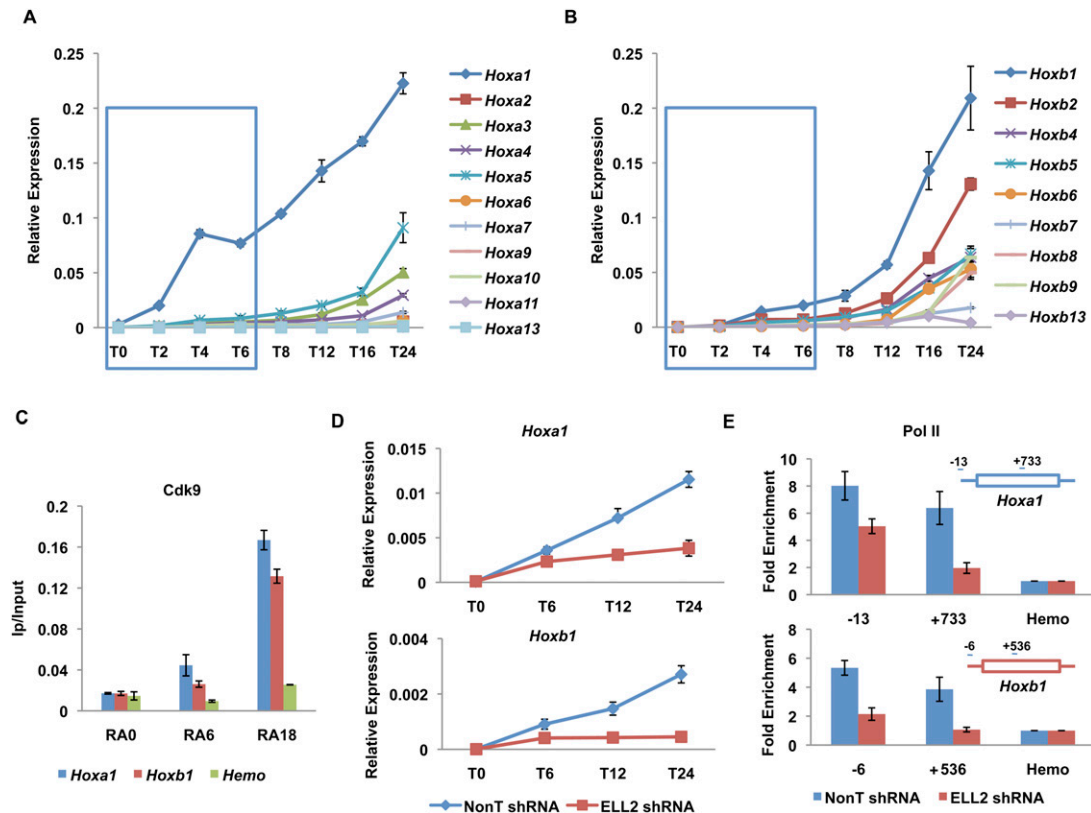 A
Relative Expression
0.25
0.2
0.15
0.1
0.05
0
T0 T2 T4 T6 T8 T12 T16 T24
Hoxa1
Hoxa2
Hoxa3
Hoxa4
Hoxa5
Hoxa6
Hoxa7
Hoxa9
Hoxa10
Hoxa11
Hoxa13
B
Relative Expression
0.25
0.2
0.15
0.1
0.05
0
T0 T2 T4 T6 T8 T12 T16 T24
Hoxb1
Hoxb2
Hoxb4
Hoxb5
Hoxb6
Hoxb7
Hoxb8
Hoxb9
Hoxb13
C
Cdk9
Ip/Input
0.2
0.16
0.12
0.08
0.04
0
RA0 RA6 RA18
Hoxa1 Hoxb1 Hemo
D
Hoxa1
Relative Expression
0.015
0.01
0.005
0
T0 T6 T12 T24
Hoxb1
Relative Expression
0.004
0.002
0
T0 T6 T12 T24
NonT shRNA ELL2 shRNA
E
Pol II
Fold Enrichment
10
8
6
4
2
0
-13 +733
Hoxa1
-13 +733 Hemo
Fold Enrichment
8
6
4
2
0
-6 +536
Hoxb1
-6 +536 Hemo
NonT shRNA ELL2 shRNA